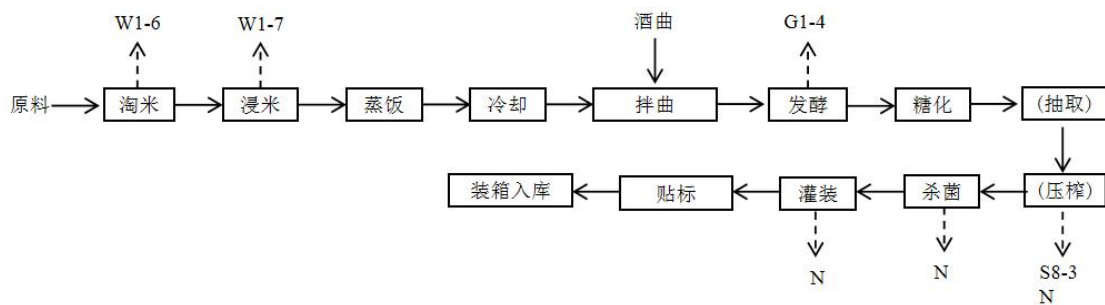 W1-6
W1-7
酒曲
G1-4
原料
淘米
浸米
蒸饭
冷却
拌曲
发酵
糖化
(抽取)
装箱入库
贴标
灌装
杀菌
(压榨)
N
N
S8-3
N